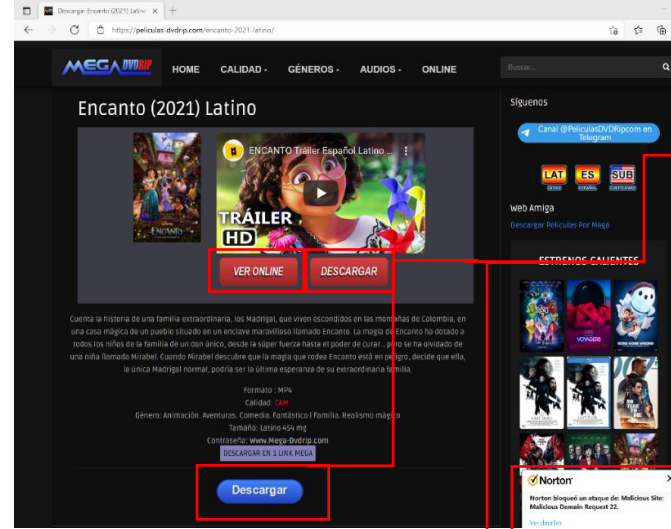 Descargar Encanto (2021) Latino
https://peliculas-dvdrip.com/encanto-2021-latino/
MEGA DVDRIP
HOME
CALIDAD
GÉNEROS
AUDIOS
ONLINE
Buscar...
Encanto (2021) Latino
ENCANTO Tráiler Español Latino ...
TRÁILER
HD
ENCANTO
VER ONLINE
DESCARGAR
Cuenta la historia de una familia extraordinaria, los Madrigal, que viven escondidos en las montañas de Colombia, en
una casa mágica de un pueblo situado en un enclave maravilloso llamado Encanto. La magia de Encanto ha dotado a
todos los niños de la familia de un don único, desde la súper fuerza hasta el poder de curar... pero se ha olvidado de
una niña llamada Mirabel. Cuando Mirabel descubre que la magia que rodea Encanto está en peligro, decide que ella,
la única Madrigal normal, podría ser la última esperanza de su extraordinaria familia.
Formato : MP4
Calidad: CAM
Género: Animación. Aventuras. Comedia. Fantástico | Familia. Realismo mágico
Tamaño: Latino 454 mg
Contraseña: Www.Mega-Dvdrip.com
DESCARGAR EN 1 LINK MEGA
Descargar
Síguenos
Canal @PeliculasDVDRipcom en
Telegram
LAT
ES
SUB
Web Amiga
Descargar Peliculas Por Mega
ESTRENOS CALIENTES
VOYAGERS
Norton
Norton bloqueó un ataque de: Malicious Site:
Malicious Domain Request 22.
Ver detalles